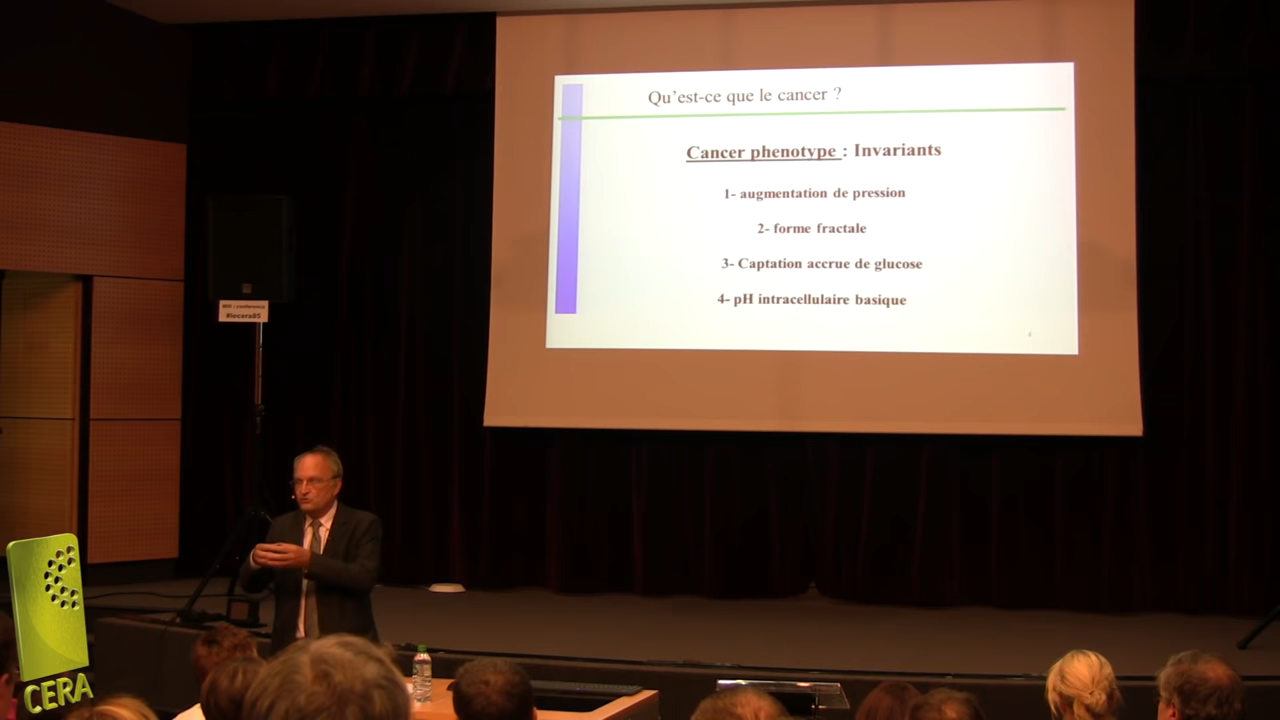 Qu'est-ce que le cancer ?
Cancer phenotype : Invariants
1- augmentation de pression
2- forme fractale
3- Captation accrue de glucose
4- pH intracellulaire basique
#lecera85
CERA